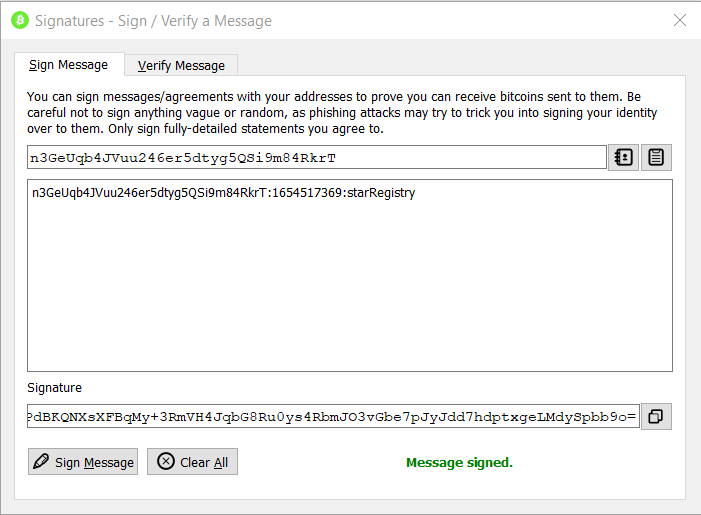 Signatures - Sign / Verify a Message
Sign Message
Verify Message
You can sign messages/agreements with your addresses to prove you can receive bitcoins sent to them. Be
careful not to sign anything vague or random, as phishing attacks may try to trick you into signing your identity
over to them. Only sign fully-detailed statements you agree to.
n3GeUqb4JVuu246er5dtyg5QSi9m84RkrT
n3GeUqb4JVuu246er5dtyg5QSi9m84RkrT:1654517369:starRegistry
Signature
PdBKQNXsXFBqMy+3RmVH4JqbG8Ru0ys4RbmJO3vGbe7pJyJdd7hdptxgeLMdySpbb9o=
Sign Message
Clear All
Message signed.